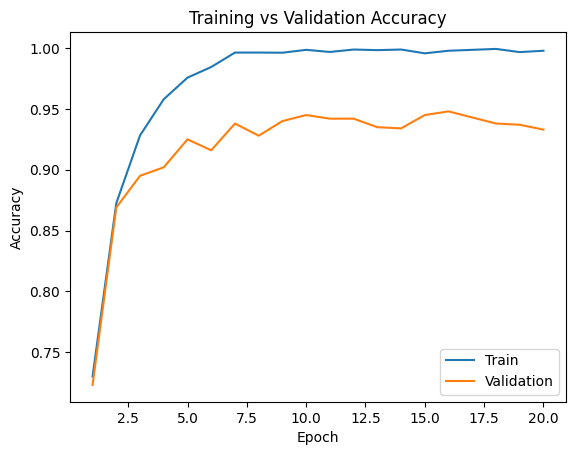 Training vs Validation Accuracy
1.00
0.95
0.90
0.85
0.80
0.75
Accuracy
2.5 5.0 7.5 10.0 12.5 15.0 17.5 20.0
Epoch
Train
Validation